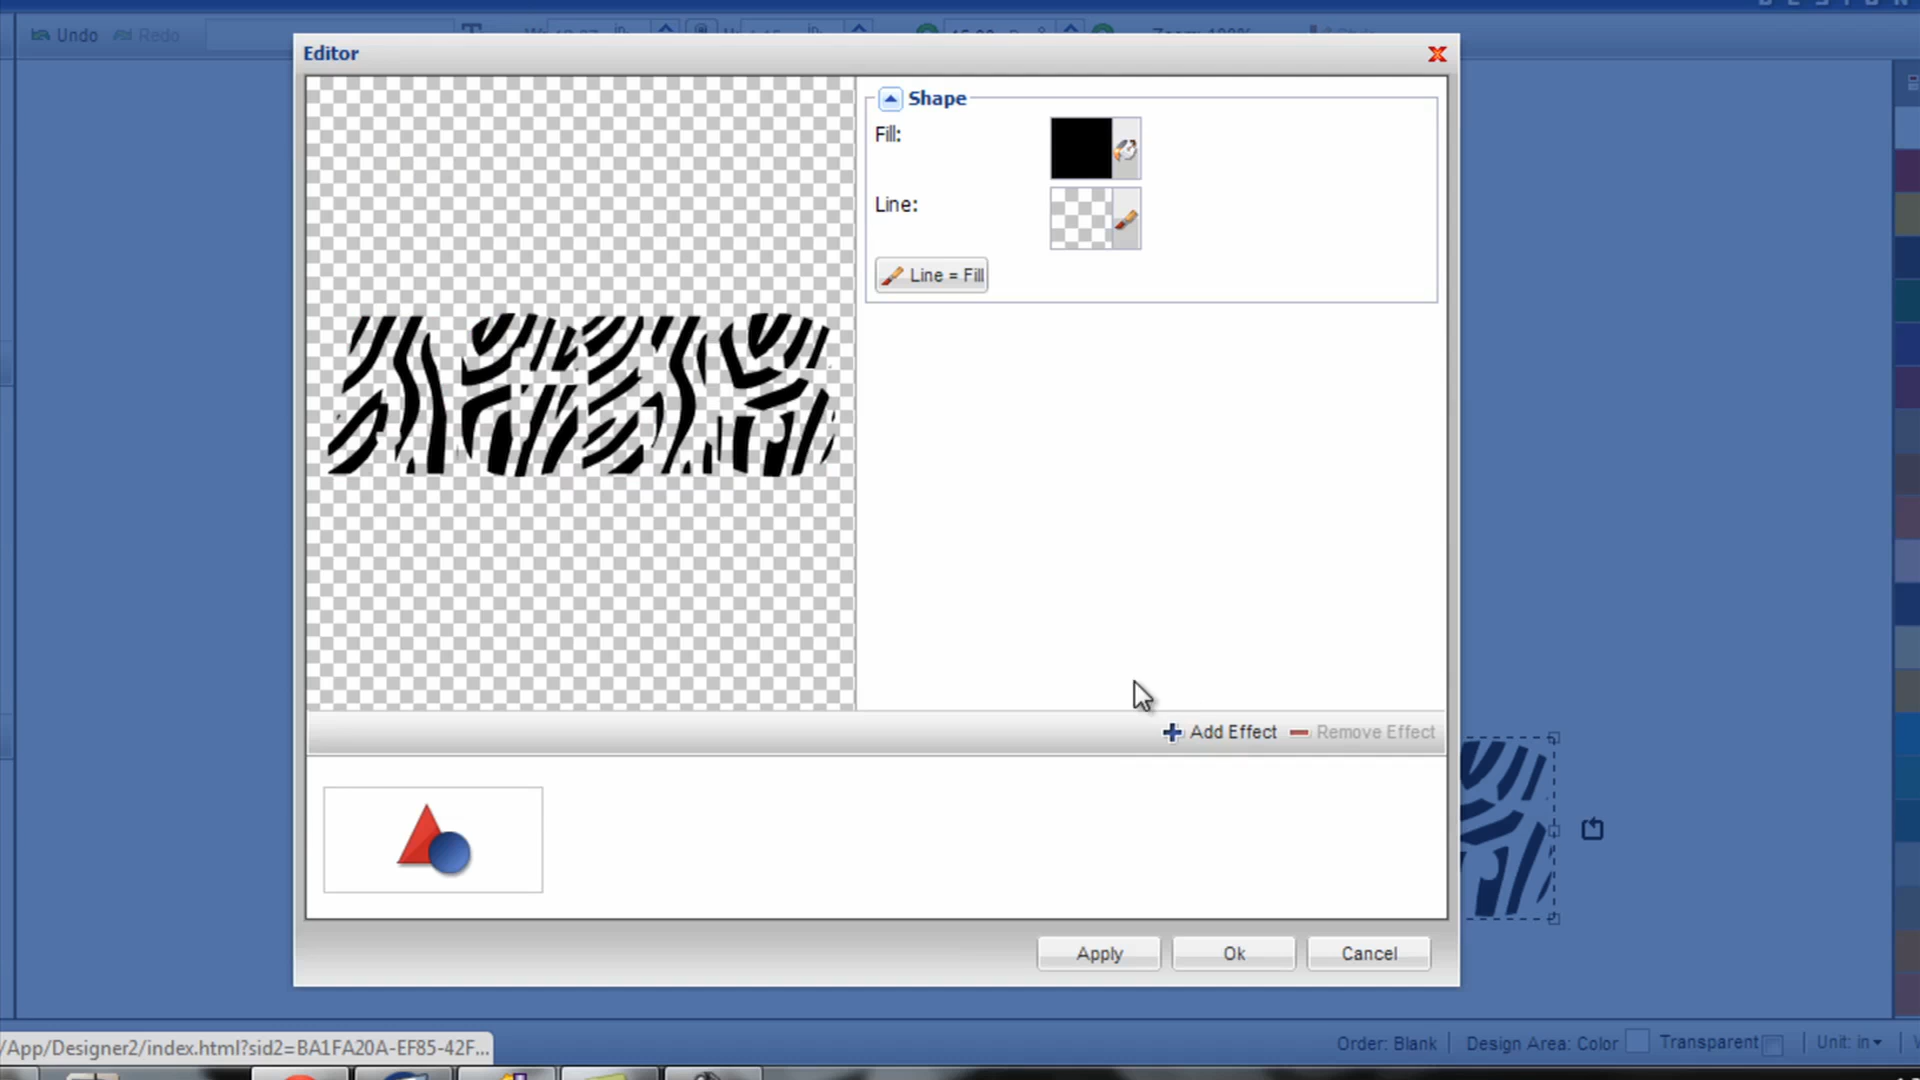 Undo Redo
Editor
Shape
Fill:
Line:
Line = Fill
Add Effect Remove Effect
Apply Ok Cancel
/App/Designer2/index.html?sid2=BA1FA20A-EF85-42F...
Order: Blank Design Area: Color Transparent Unit: in